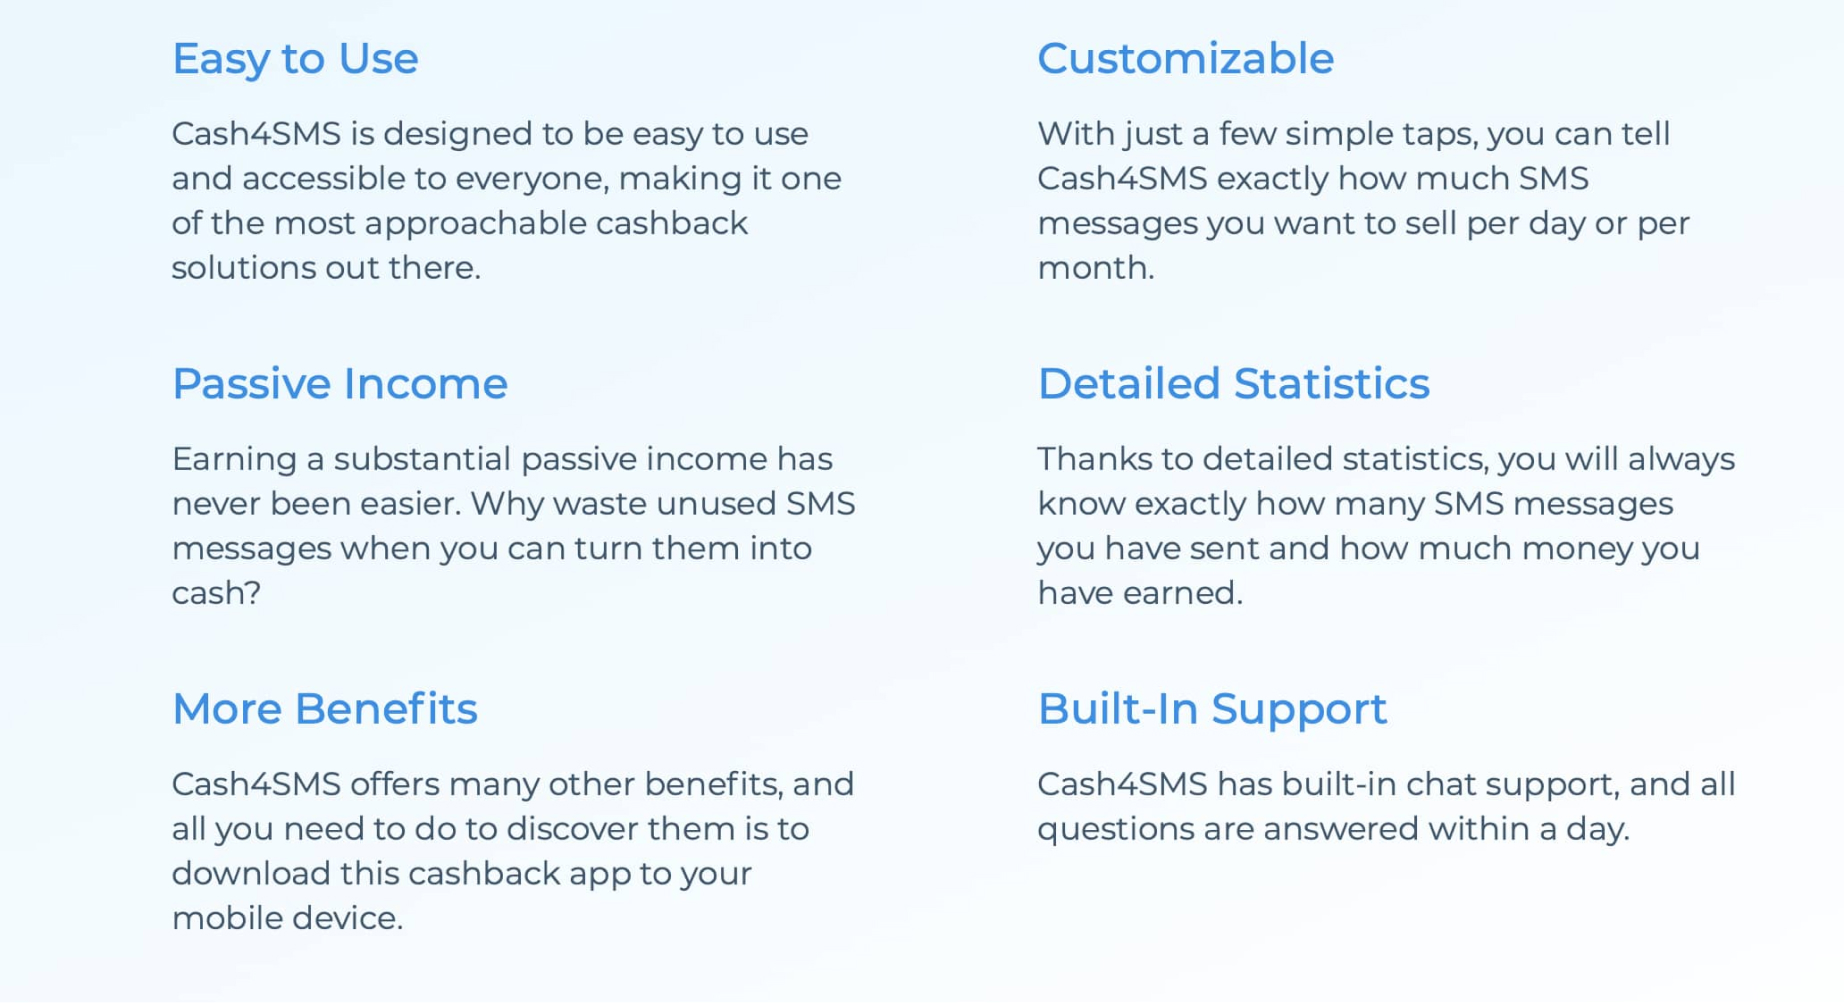 Easy to Use
Cash4SMS is designed to be easy to use
and accessible to everyone, making it one
of the most approachable cashback
solutions out there.
Customizable
With just a few simple taps, you can tell
Cash4SMS exactly how much SMS
messages you want to sell per day or per
month.
Passive Income
Earning a substantial passive income has
never been easier. Why waste unused SMS
messages when you can turn them into
cash?
Detailed Statistics
Thanks to detailed statistics, you will always
know exactly how many SMS messages
you have sent and how much money you
have earned.
More Benefits
Cash4SMS offers many other benefits, and
all you need to do to discover them is to
download this cashback app to your
mobile device.
Built-In Support
Cash4SMS has built-in chat support, and all
questions are answered within a day.